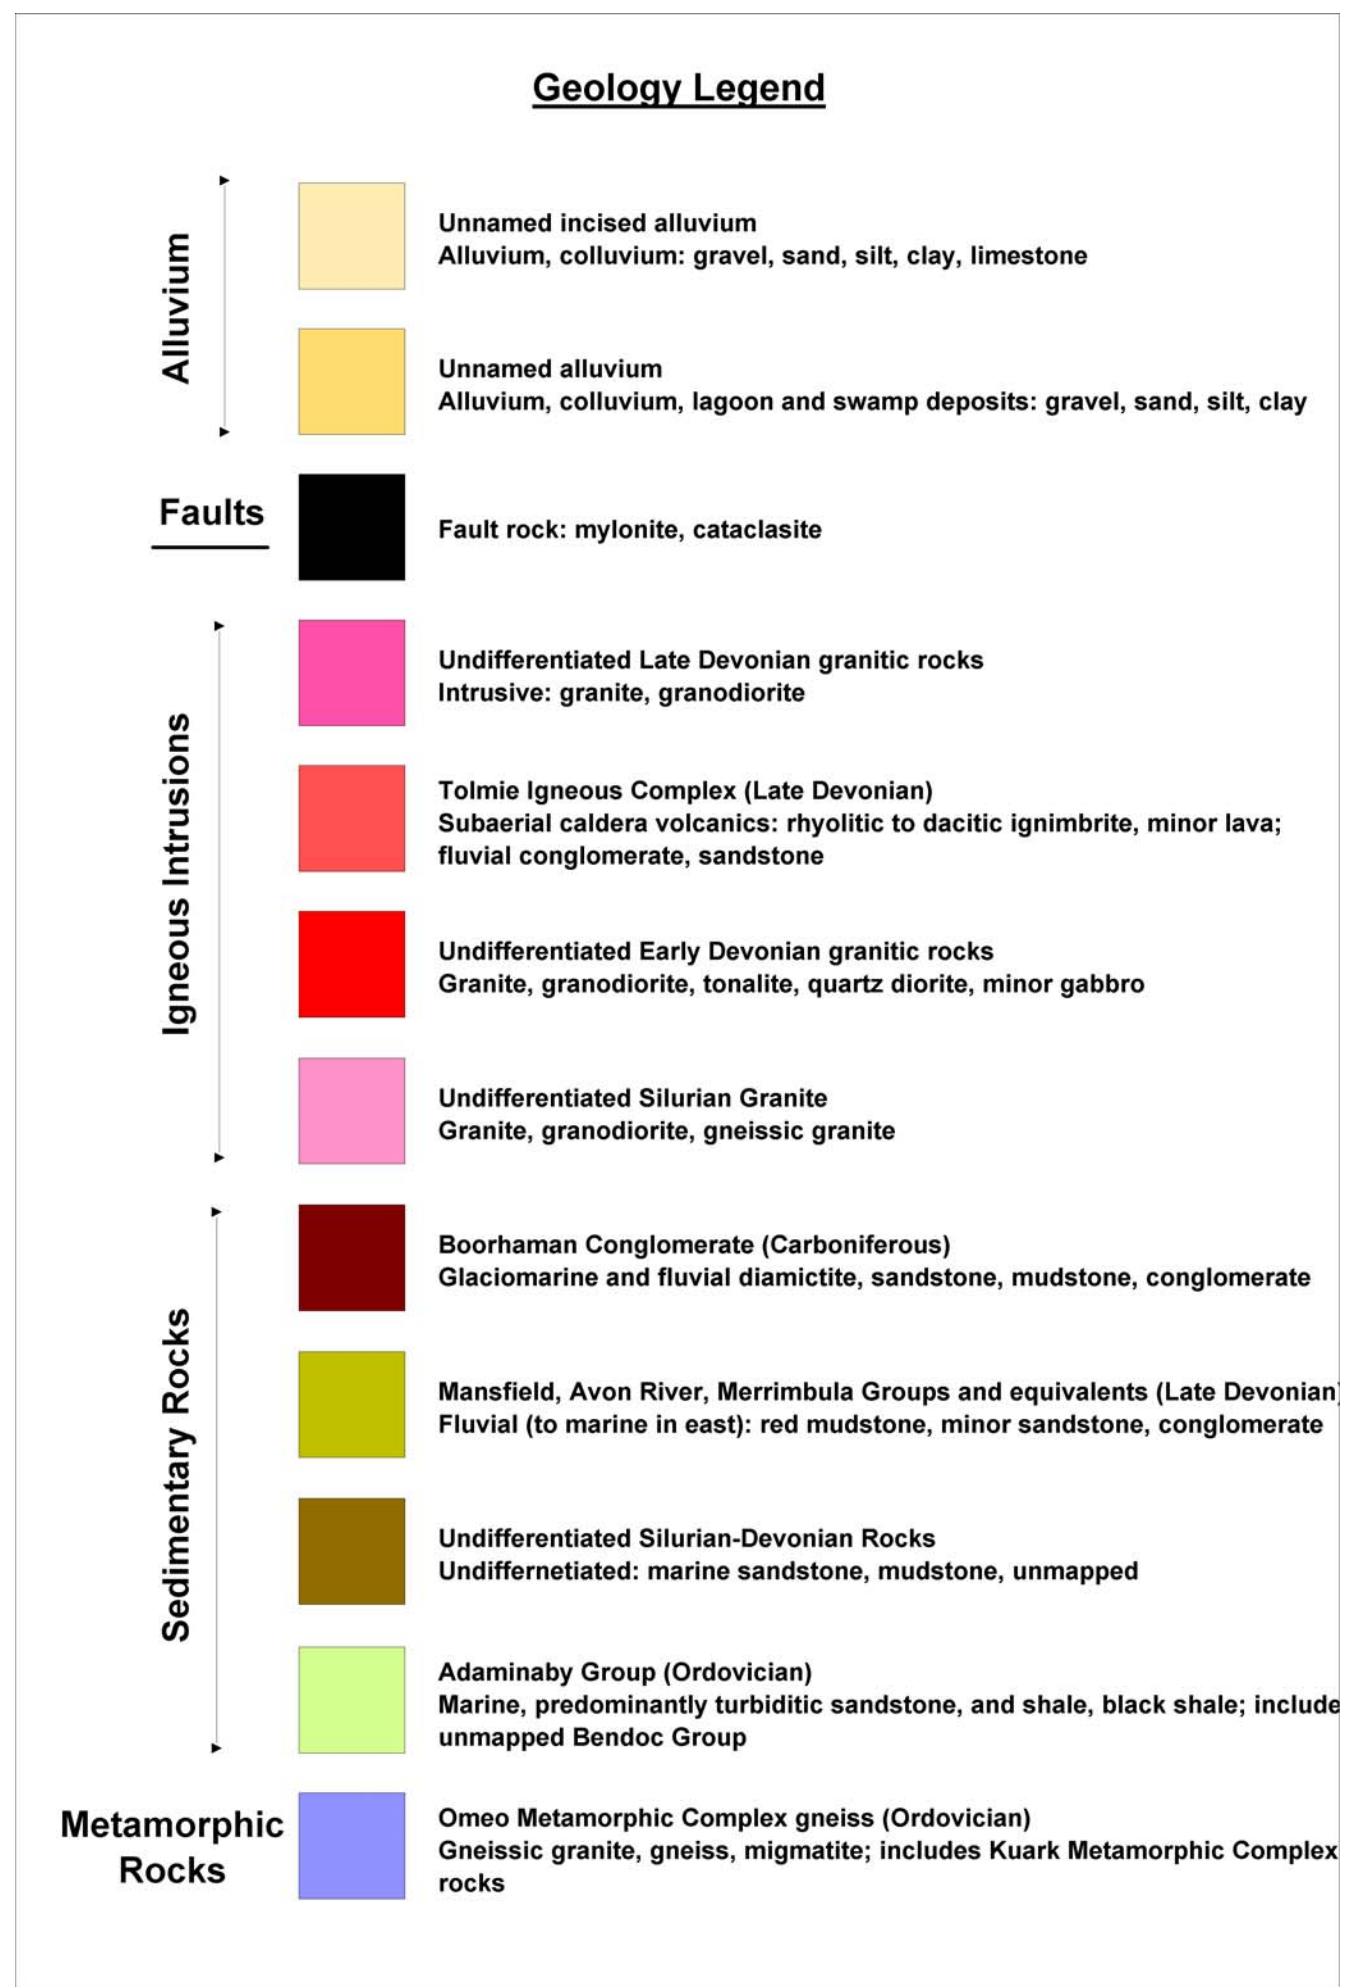 Geology Legend
Alluvium
Unnamed incised alluvium
Alluvium, colluvium: gravel, sand, silt, clay, limestone
Unnamed alluvium
Alluvium, colluvium, lagoon and swamp deposits: gravel, sand, silt, clay
Faults
Fault rock: mylonite, cataclasite
Igneous Intrusions
Undifferentiated Late Devonian granitic rocks
Intrusive: granite, granodiorite
Tolmie Igneous Complex (Late Devonian)
Subaerial caldera volcanics: rhyolitic to dacitic ignimbrite, minor lava;
fluvial conglomerate, sandstone
Undifferentiated Early Devonian granitic rocks
Granite, granodiorite, tonalite, quartz diorite, minor gabbro
Undifferentiated Silurian Granite
Granite, granodiorite, gneissic granite
Sedimentary Rocks
Boorhaman Conglomerate (Carboniferous)
Glaciomarine and fluvial diamictite, sandstone, mudstone, conglomerate
Mansfield, Avon River, Merrimbula Groups and equivalents (Late Devonian)
Fluvial (to marine in east): red mudstone, minor sandstone, conglomerate
Undifferentiated Silurian-Devonian Rocks
Undiffernetiated: marine sandstone, mudstone, unmapped
Adaminaby Group (Ordovician)
Marine, predominantly turbiditic sandstone, and shale, black shale; include
unmapped Bendoc Group
Metamorphic
Rocks
Omeo Metamorphic Complex gneiss (Ordovician)
Gneissic granite, gneiss, migmatite; includes Kuark Metamorphic Complex
rocks